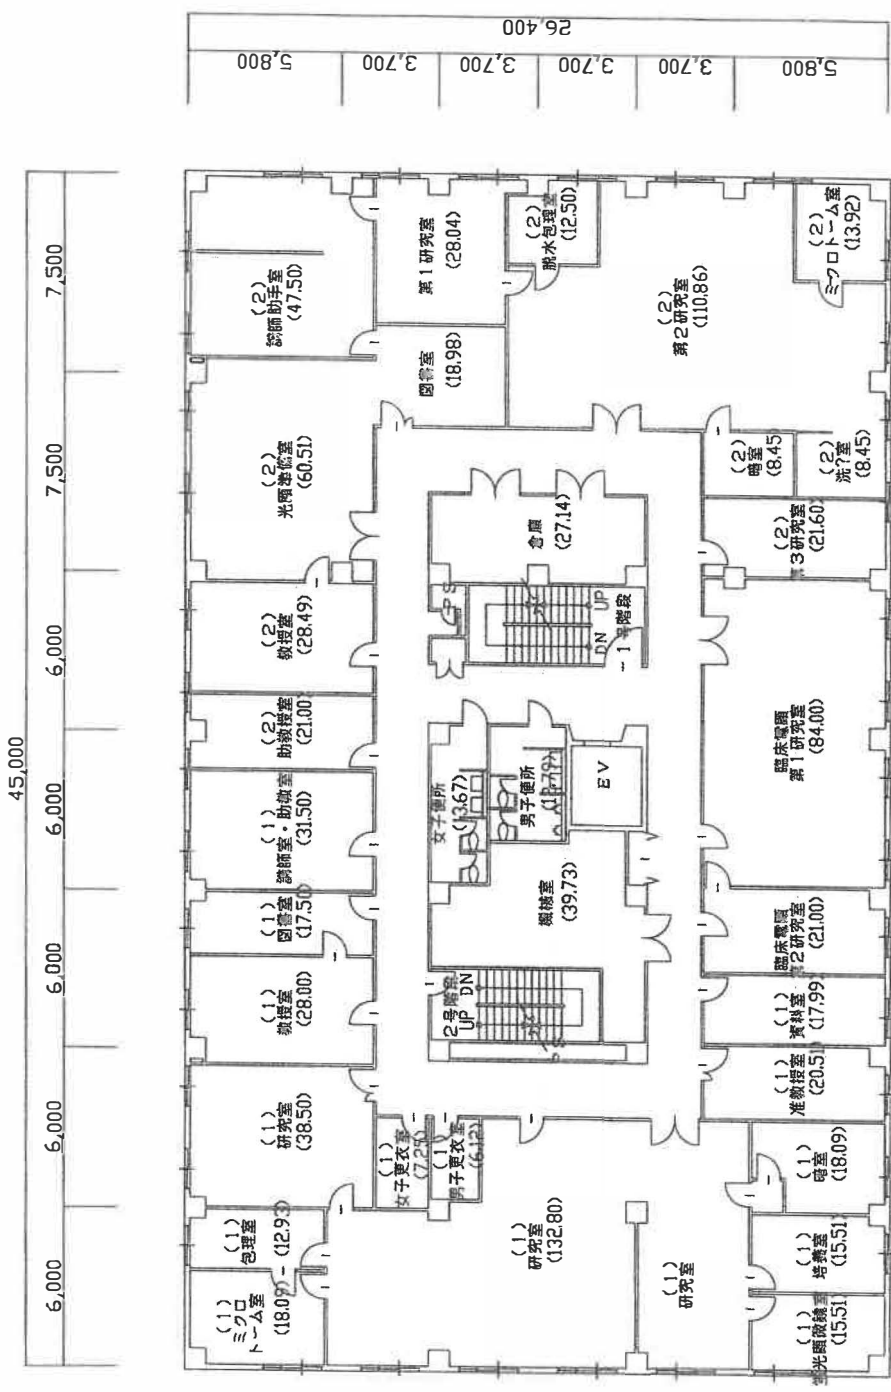 45,000
6,000
6,000
6,000
6,000
6,000
7,500
7,500
26,400
5,800
3,700
3,700
3,700
3,700
5,800
(1)
ミクロ
トーム室
(18.09)
(1)
包理室
(12.93)
(1)
研究室
(38.50)
(1)
教授室
(28.00)
(1)
図書室
(17.50)
(1)
講師室・助教室
(31.50)
(2)
助教授室
(21.00)
(2)
教授室
(28.49)
(2)
光顕準備室
(60.51)
(2)
講師助手室
(47.50)
(1)
女子更衣室
(7.25)
(1)
男子更衣室
(6.12)
2号階段
UP DN
PS
機械室
(39.73)
女子便所
(13.67)
男子便所
EV
PS
DN UP
1号階段
倉庫
(27.14)
図書室
(18.98)
第1研究室
(28.04)
(2)
脱水包理室
(12.50)
(1)
研究室
(132.80)
(1)
研究室
(2)
第2研究室
(110.86)
(2)
ミクロトーム室
(13.92)
(1)
光顕微鏡室
(15.51)
(1)
培養室
(15.51)
(1)
暗室
(18.09)
(1)
准教授室
(20.51)
(1)
資料室
(17.99)
臨床電顕
第2研究室
(21.00)
臨床電顕
第1研究室
(84.00)
(2)
第3研究室
(21.60)
(2)
暗室
(8.45)
(2)
洗?室
(8.45)